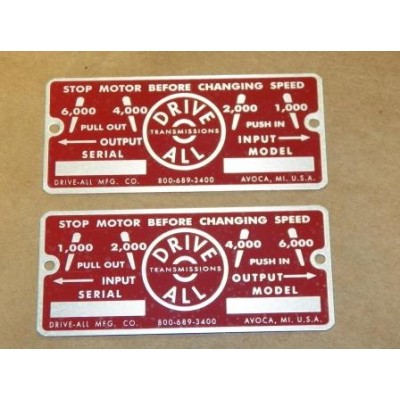 STOP MOTOR BEFORE CHANGING SPEED
6,000 4,000 DRIVE 2,000 1,000
PULL OUT TRANSMISSIONS PUSH IN
OUTPUT ALL INPUT
SERIAL MODEL
DRIVE-ALL MFG. CO. 800-689-3400 AVOCA, MI. U.S.A.
STOP MOTOR BEFORE CHANGING SPEED
1,000 2,000 DRIVE 4,000 6,000
PULL OUT TRANSMISSIONS PUSH IN
INPUT ALL OUTPUT
SERIAL MODEL
DRIVE-ALL MFG. CO. 800-689-3400 AVOCA, MI. U.S.A.